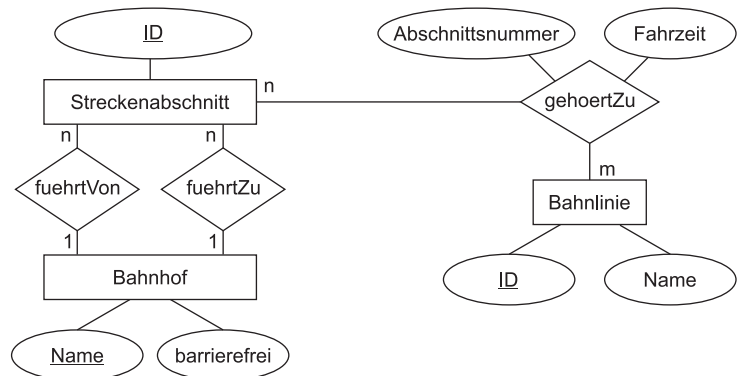 ID
Abschnittsnummer
Fahrzeit
Streckenabschnitt
n
gehoertZu
n
n
fuehrtVon
fuehrtZu
m
Bahnlinie
1
1
Bahnhof
ID
Name
Name
barrierefrei